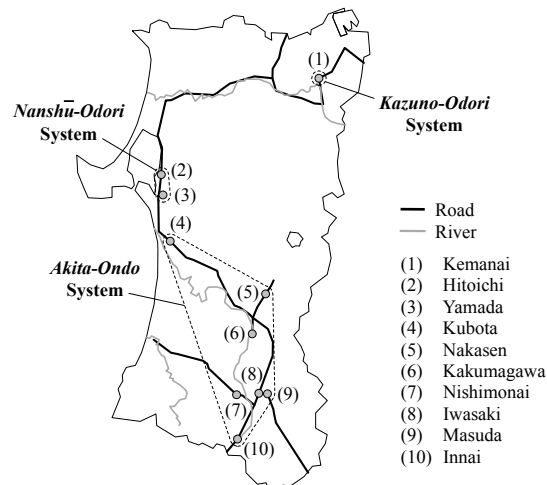 (1)
Nanshū-Odori
System
Kazuno-Odori
System
(2)
(3)
(4)
Akita-Ondo
System
(5)
(6)
(7)
(8)
(9)
(10)
Road
River
(1) Kemanai
(2) Hitoichi
(3) Yamada
(4) Kubota
(5) Nakasen
(6) Kakumagawa
(7) Nishimonai
(8) Iwasaki
(9) Masuda
(10) Innai